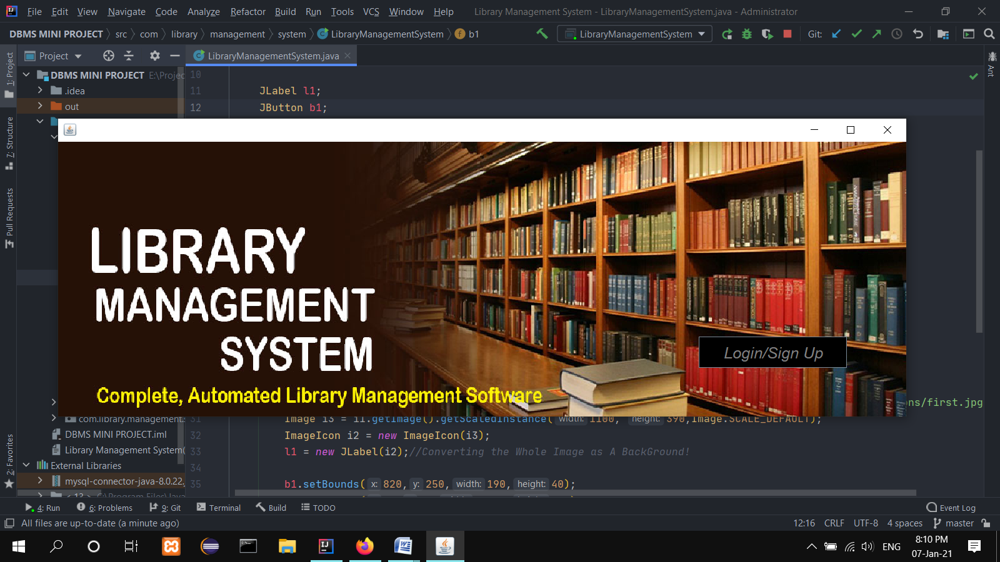 File Edit View Navigate Code Analyze Refactor Build Run Tools VCS Window Help Library Management System - LibraryManagementSystem.java - Administrator
DBMS MINI PROJECT src com library management system LibraryManagementSystem b1 LibraryManagementSystem Git:
Project LibraryManagementSystem.java
1: Project
7: Structure
Pull Requests
2: Favorites
Ant
DBMS MINI PROJECT E:\Projec
.idea
out
10
11 JLabel l1;
12 JButton b1;
LIBRARY
MANAGEMENT
SYSTEM
Complete, Automated Library Management Software
Login/Sign Up
ns/first.jpg
com.library.management.s
DBMS MINI PROJECT.iml
Library Management System(
External Libraries
mysql-connector-java-8.0.22.
31 Image i3 = i1.getImage().getScaledInstance( width: 1100, height: 390,Image.SCALE_DEFAULT);
32 ImageIcon i2 = new ImageIcon(i3);
33 l1 = new JLabel(i2);//Converting the Whole Image as A BackGround!
34
35 b1.setBounds( x: 820, y: 250, width: 190, height: 40);
4: Run 6: Problems 9: Git Terminal Build TODO Event Log
All files are up-to-date (a minute ago) 12:16 CRLF UTF-8 4 spaces master
ENG 8:10 PM
07-Jan-21